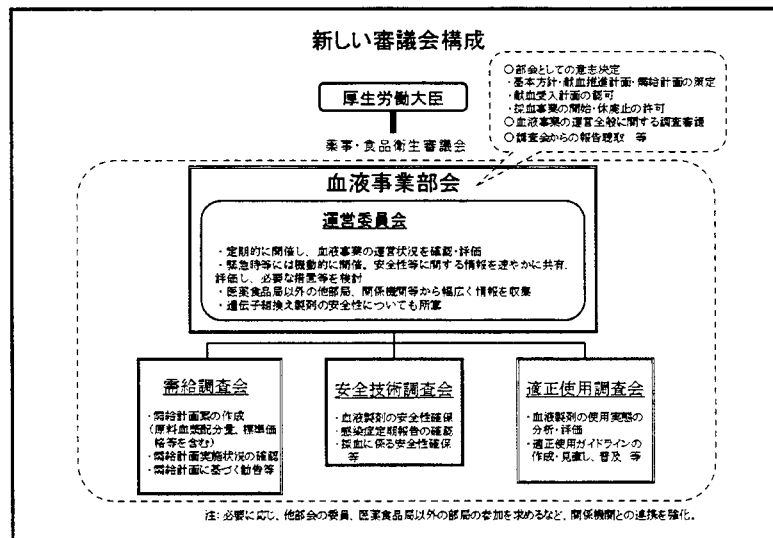 新しい審議会構成
○部会としての意志決定
・基本方針・献血推進計画・需給計画の策定
・献血受入計画の認可
・採血事業の開始・休廃止の許可
○血液事業の運営全般に関する調査審議
○調査会からの報告聴取 等
厚生労働大臣
薬事・食品衛生審議会
血液事業部会
運営委員会
・定期的に開催し、血液事業の運営状況を確認・評価
・緊急時等には機動的に開催。安全性等に関する情報を速やかに共有、
評価し、必要な措置等を検討
・医薬食品局以外の他部局、関係機関等から幅広く情報を収集
・遺伝子組換え製剤の安全性についても所掌
需給調査会
・需給計画案の作成
(原料血漿配分量、標準価
格等を含む)
・需給計画実施状況の確認
・需給計画に基づく勧告等
安全技術調査会
・血液製剤の安全性確保
・感染症定期報告の確認
・採血に係る安全性確保
等
適正使用調査会
・血液製剤の使用実態の
分析・評価
・適正使用ガイドラインの
作成・見直し、普及 等
注:必要に応じ、他部会の委員、医薬食品局以外の部局の参加を求めるなど、関係機関との連携を強化。